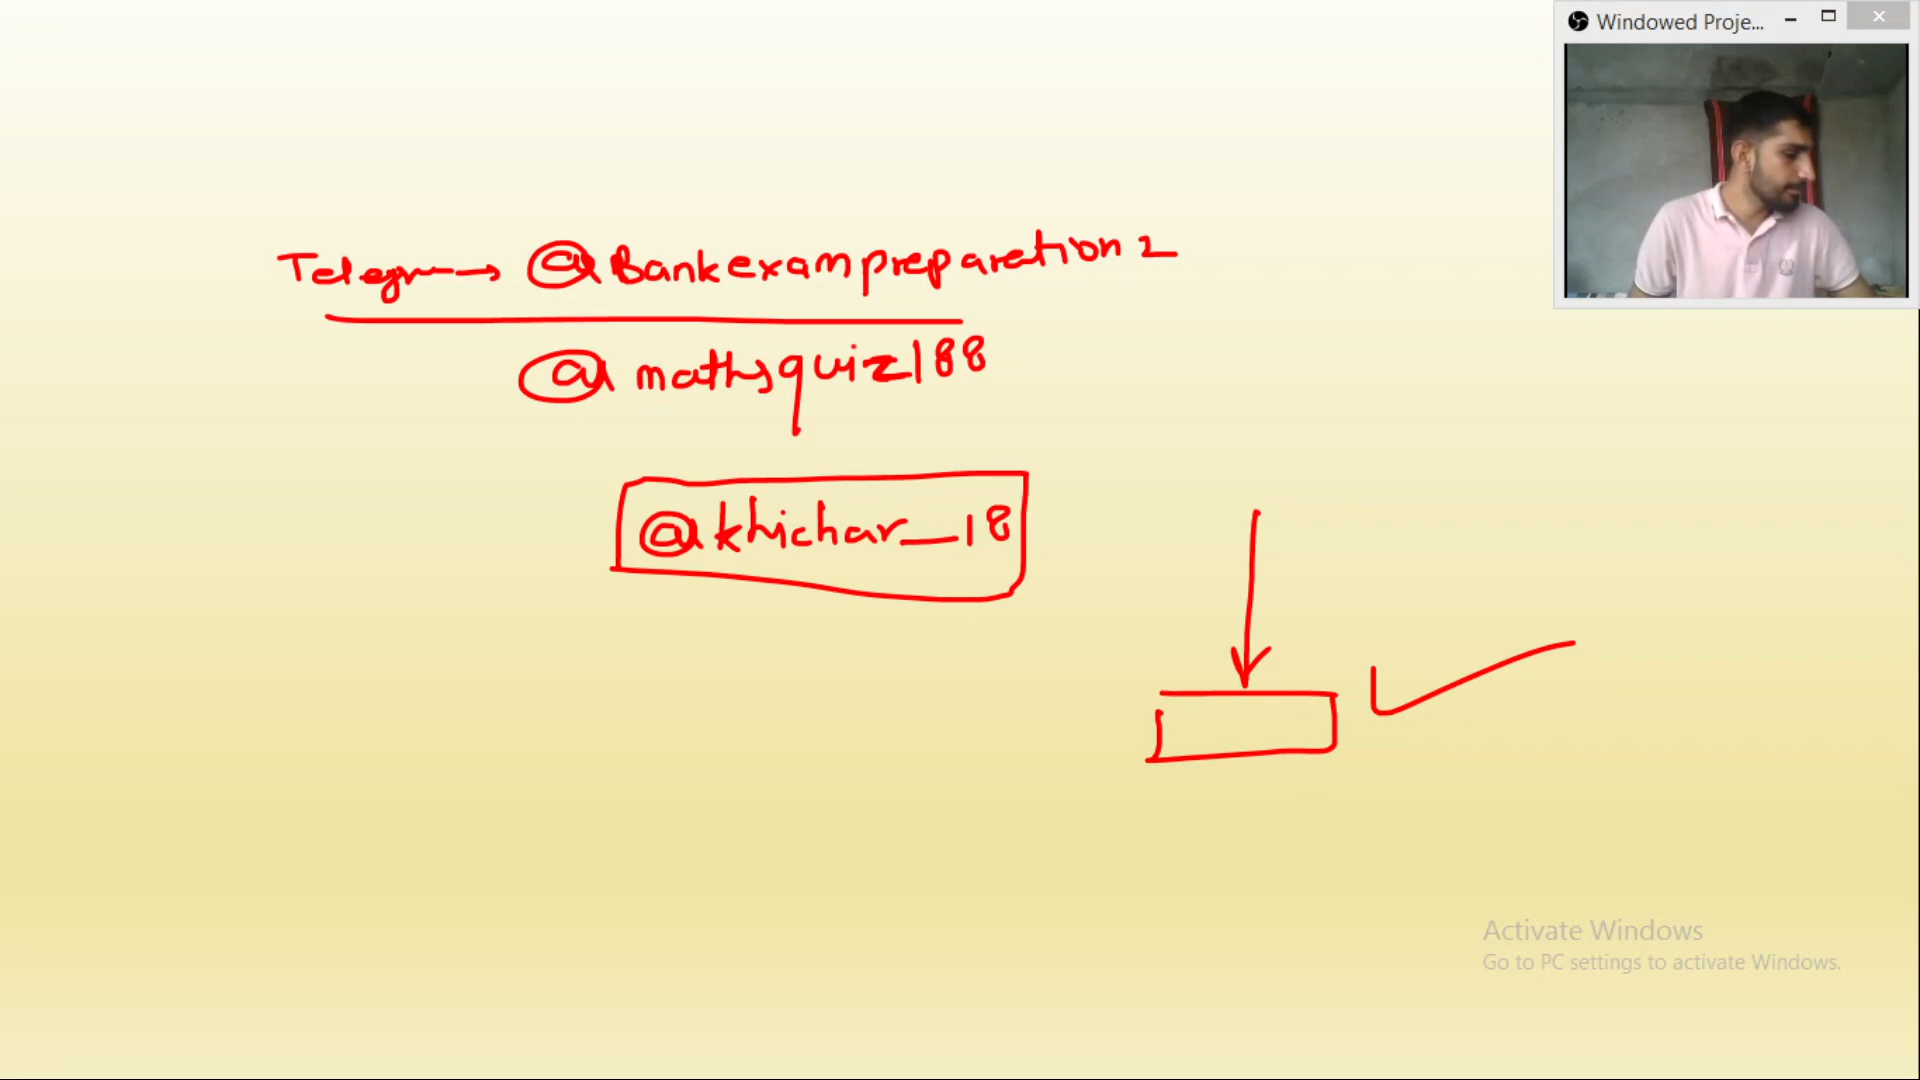 Windowed Proje...
Telegram → @Bankexampreparation2
@mathsquiz188
@khichar_18
Activate Windows
Go to PC settings to activate Windows.